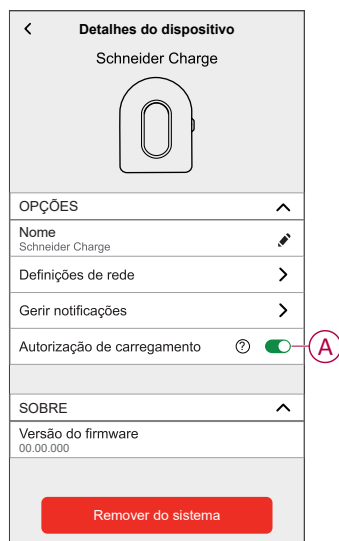 Detalhes do dispositivo
Schneider Charge
OPÇÕES
Nome
Schneider Charge
Definições de rede
Gerir notificações
Autorização de carregamento ?
A
SOBRE
Versão do firmware
00.00.000
Remover do sistema